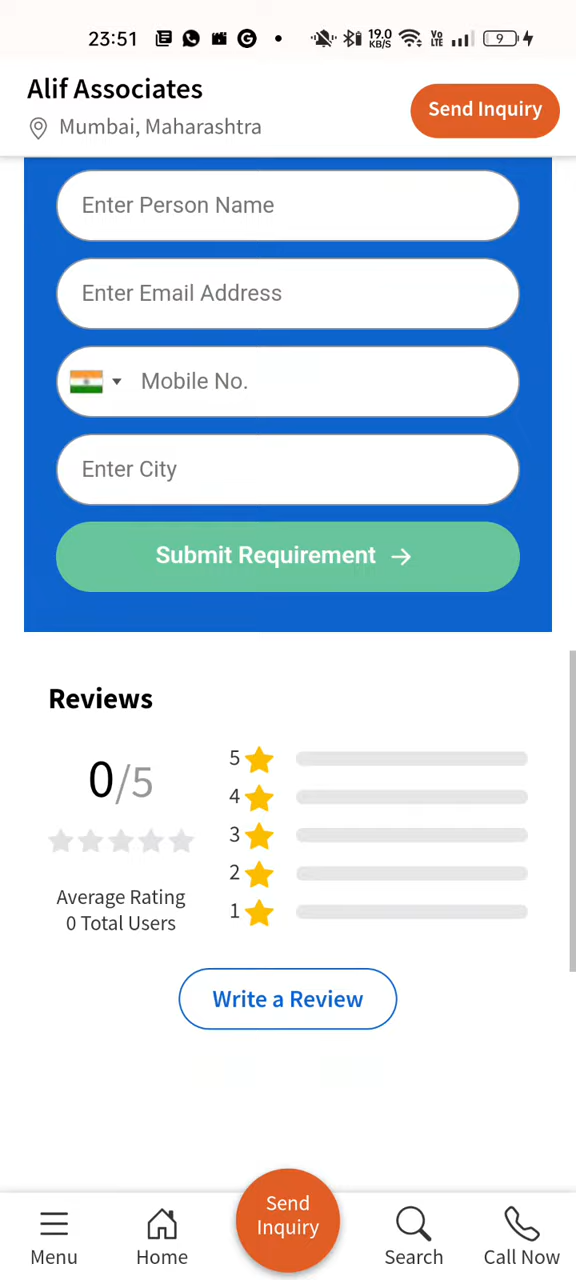 23:51
19.0
KB/S
Vo
LTE
9
Alif Associates
Mumbai, Maharashtra
Send Inquiry
Enter Person Name
Enter Email Address
Mobile No.
Enter City
Submit Requirement →
Reviews
0/5
Average Rating
0 Total Users
5
4
3
2
1
Write a Review
Menu
Home
Send
Inquiry
Search
Call Now